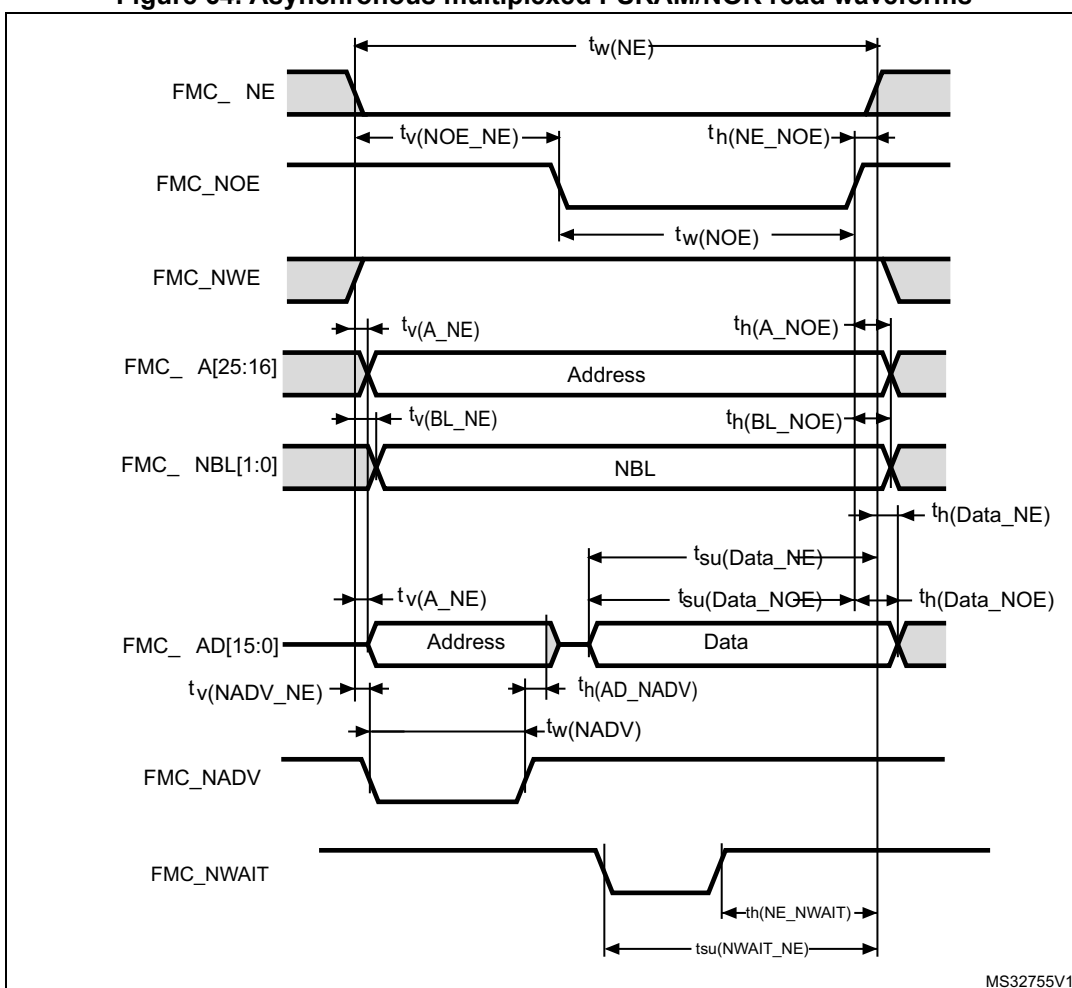 Figure 64. Asynchronous multiplexed PSRAM/NOR read waveforms
tw(NE)
FMC_ NE
tv(NOE_NE)
th(NE_NOE)
FMC_NOE
tw(NOE)
FMC_NWE
tv(A_NE)
th(A_NOE)
FMC_ A[25:16]
Address
tv(BL_NE)
th(BL_NOE)
FMC_ NBL[1:0]
NBL
th(Data_NE)
tsu(Data_NE)
tv(A_NE)
tsu(Data_NOE)
th(Data_NOE)
FMC_ AD[15:0]
Address
Data
tv(NADV_NE)
th(AD_NADV)
tw(NADV)
FMC_NADV
FMC_NWAIT
th(NE_NWAIT)
tsu(NWAIT_NE)
MS32755V1